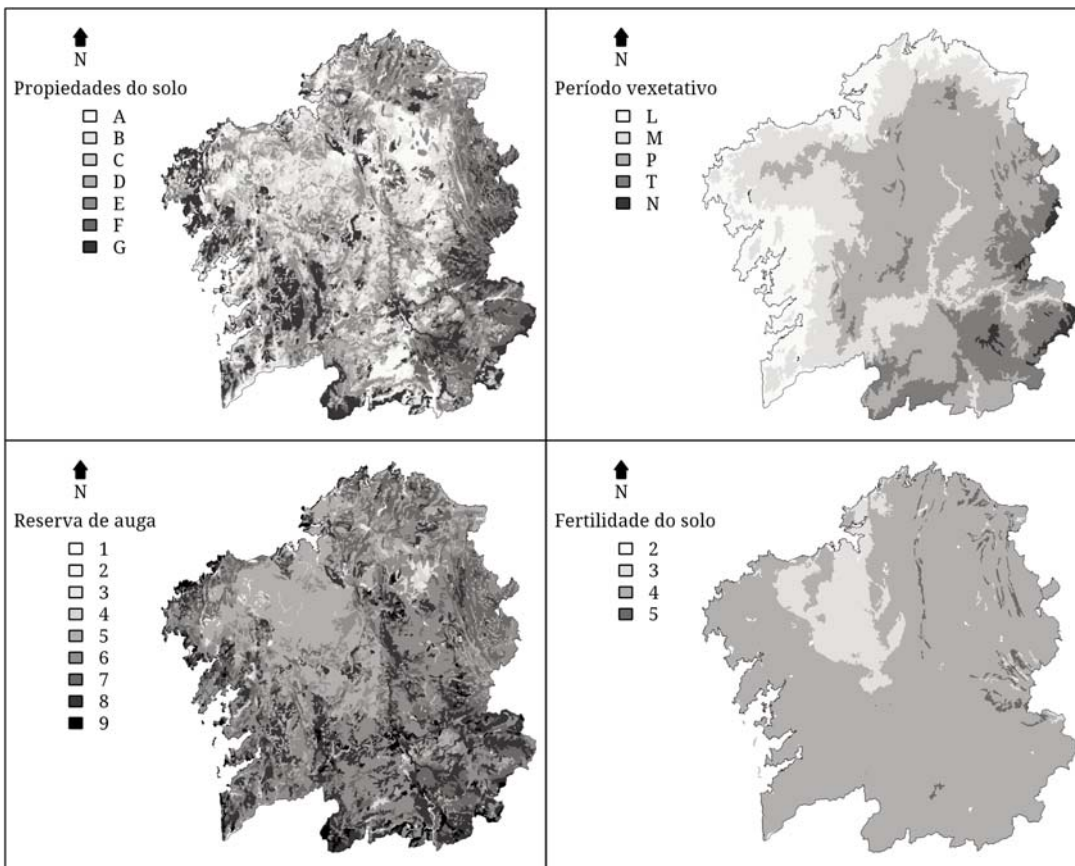 N
Propiedades do solo
A
B
C
D
E
F
G
N
Período vexetativo
L
M
P
T
N
N
Reserva de auga
1
2
3
4
5
6
7
8
9
N
Fertilidade do solo
2
3
4
5